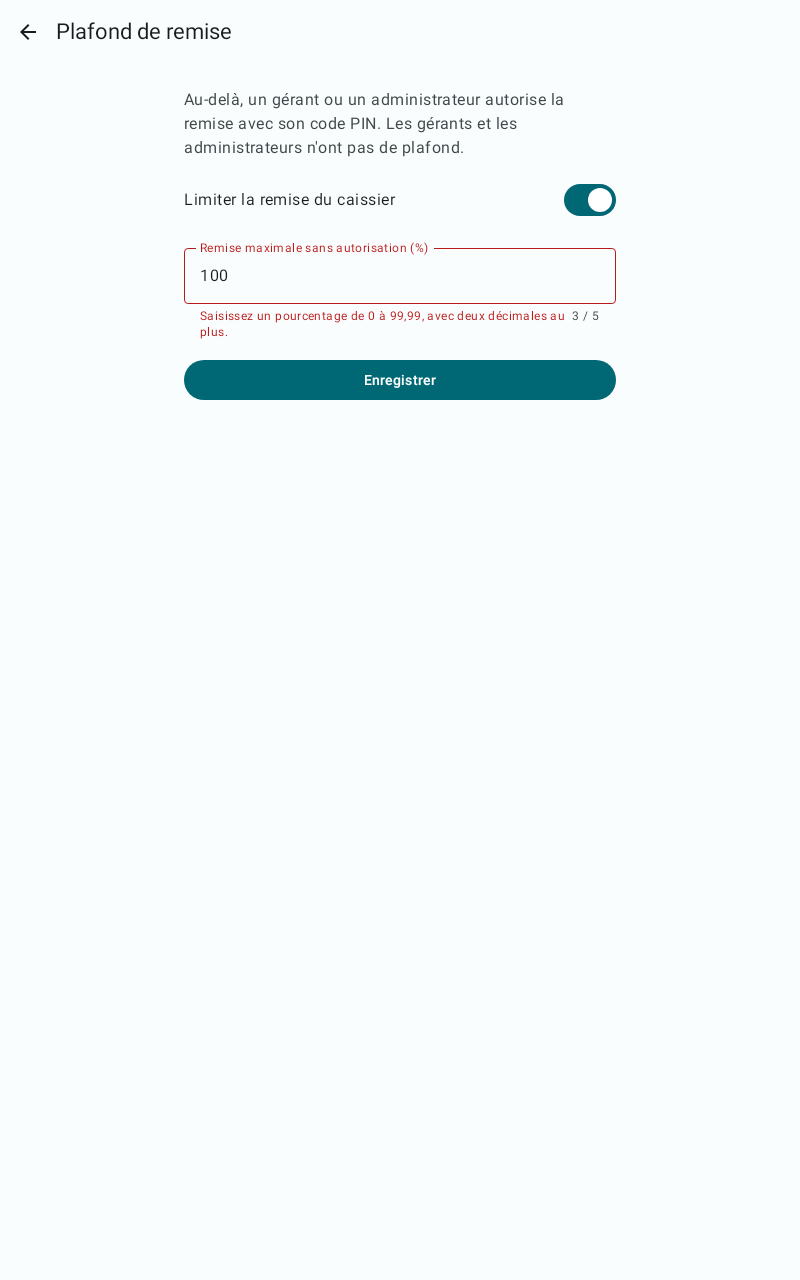 Plafond de remise
Au-delà, un gérant ou un administrateur autorise la
remise avec son code PIN. Les gérants et les
administrateurs n'ont pas de plafond.
Limiter la remise du caissier
Remise maximale sans autorisation (%)
100
Saisissez un pourcentage de 0 à 99,99, avec deux décimales au 3 / 5
plus.
Enregistrer